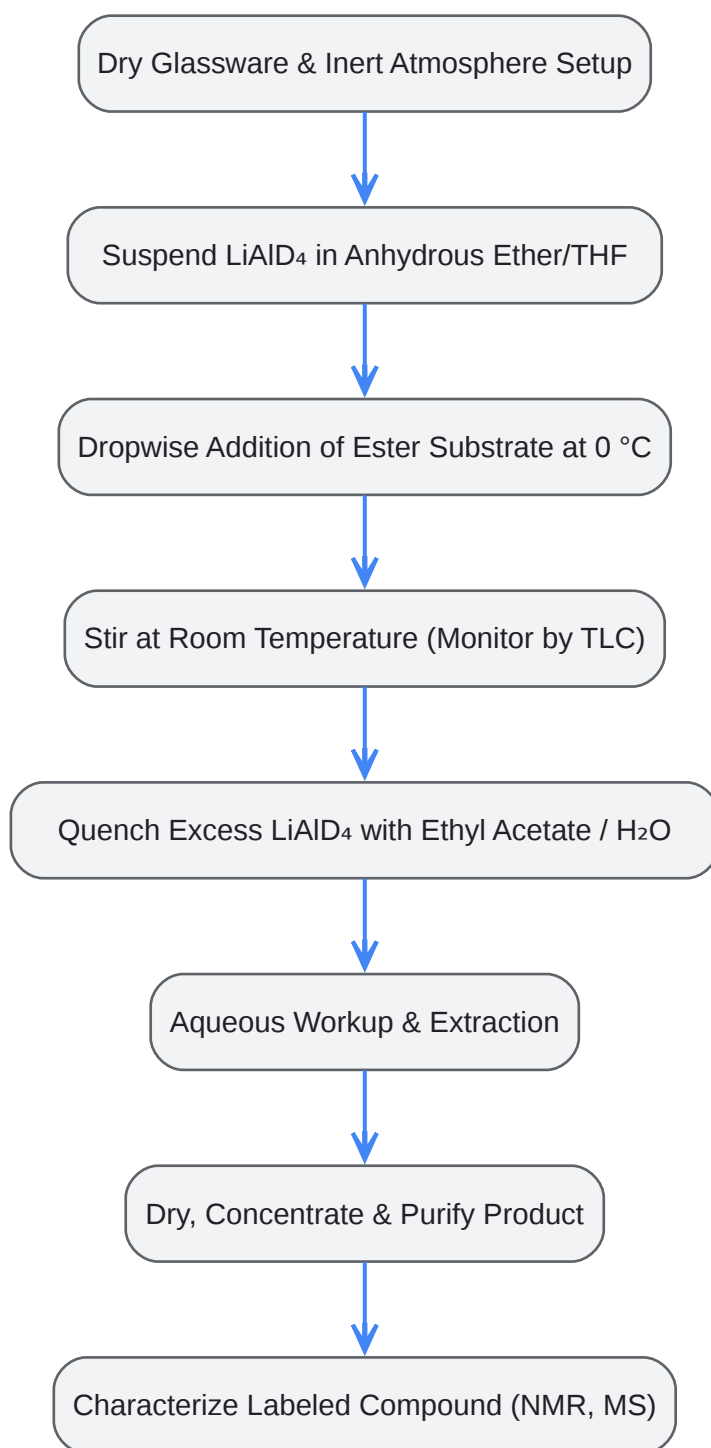 Dry Glassware & Inert Atmosphere Setup
Suspend LiAlD₄ in Anhydrous Ether/THF
Dropwise Addition of Ester Substrate at 0 °C
Stir at Room Temperature (Monitor by TLC)
Quench Excess LiAlD₄ with Ethyl Acetate / H₂O
Aqueous Workup & Extraction
Dry, Concentrate & Purify Product
Characterize Labeled Compound (NMR, MS)